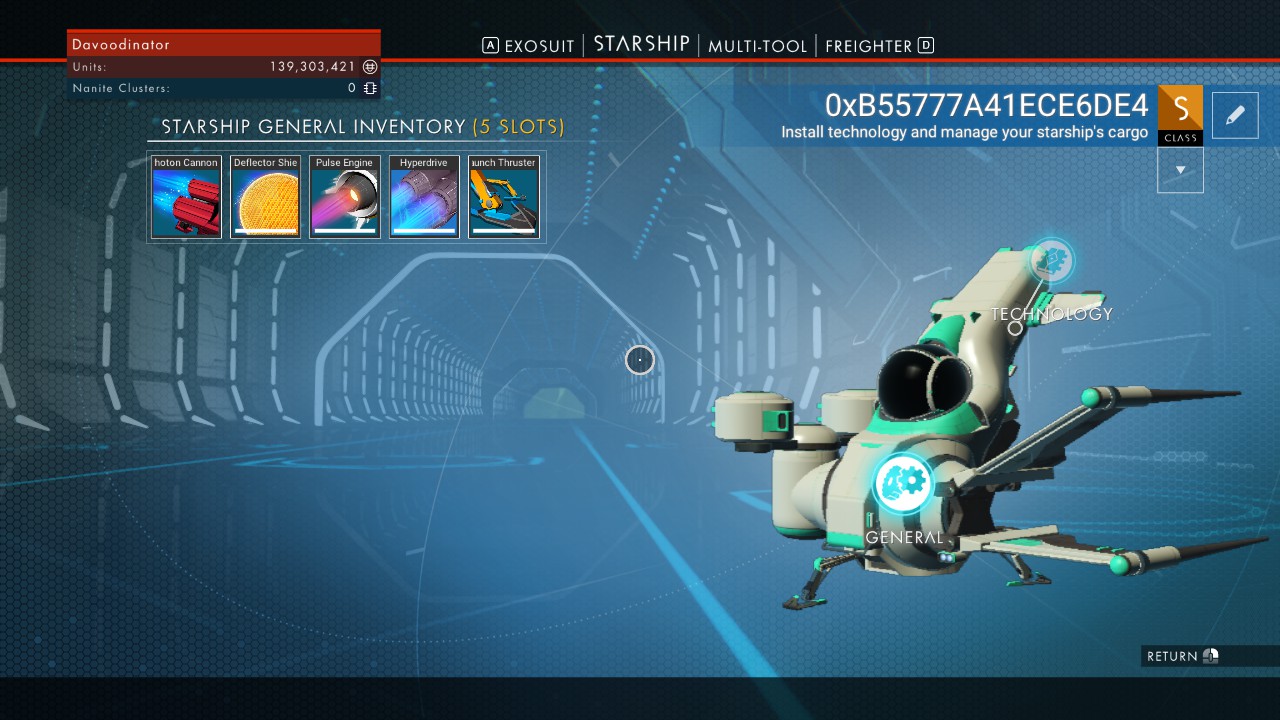 Davoodinator
Units: 139,303,421
Nanite Clusters: 0
A EXOSUIT STARSHIP MULTI-TOOL FREIGHTER D
0xB55777A41ECE6DE4
Install technology and manage your starship's cargo
S
CLASS
STARSHIP GENERAL INVENTORY (5 SLOTS)
hoton Cannon Deflector Shie Pulse Engine Hyperdrive unch Thruster
TECHNOLOGY
GENERAL
RETURN